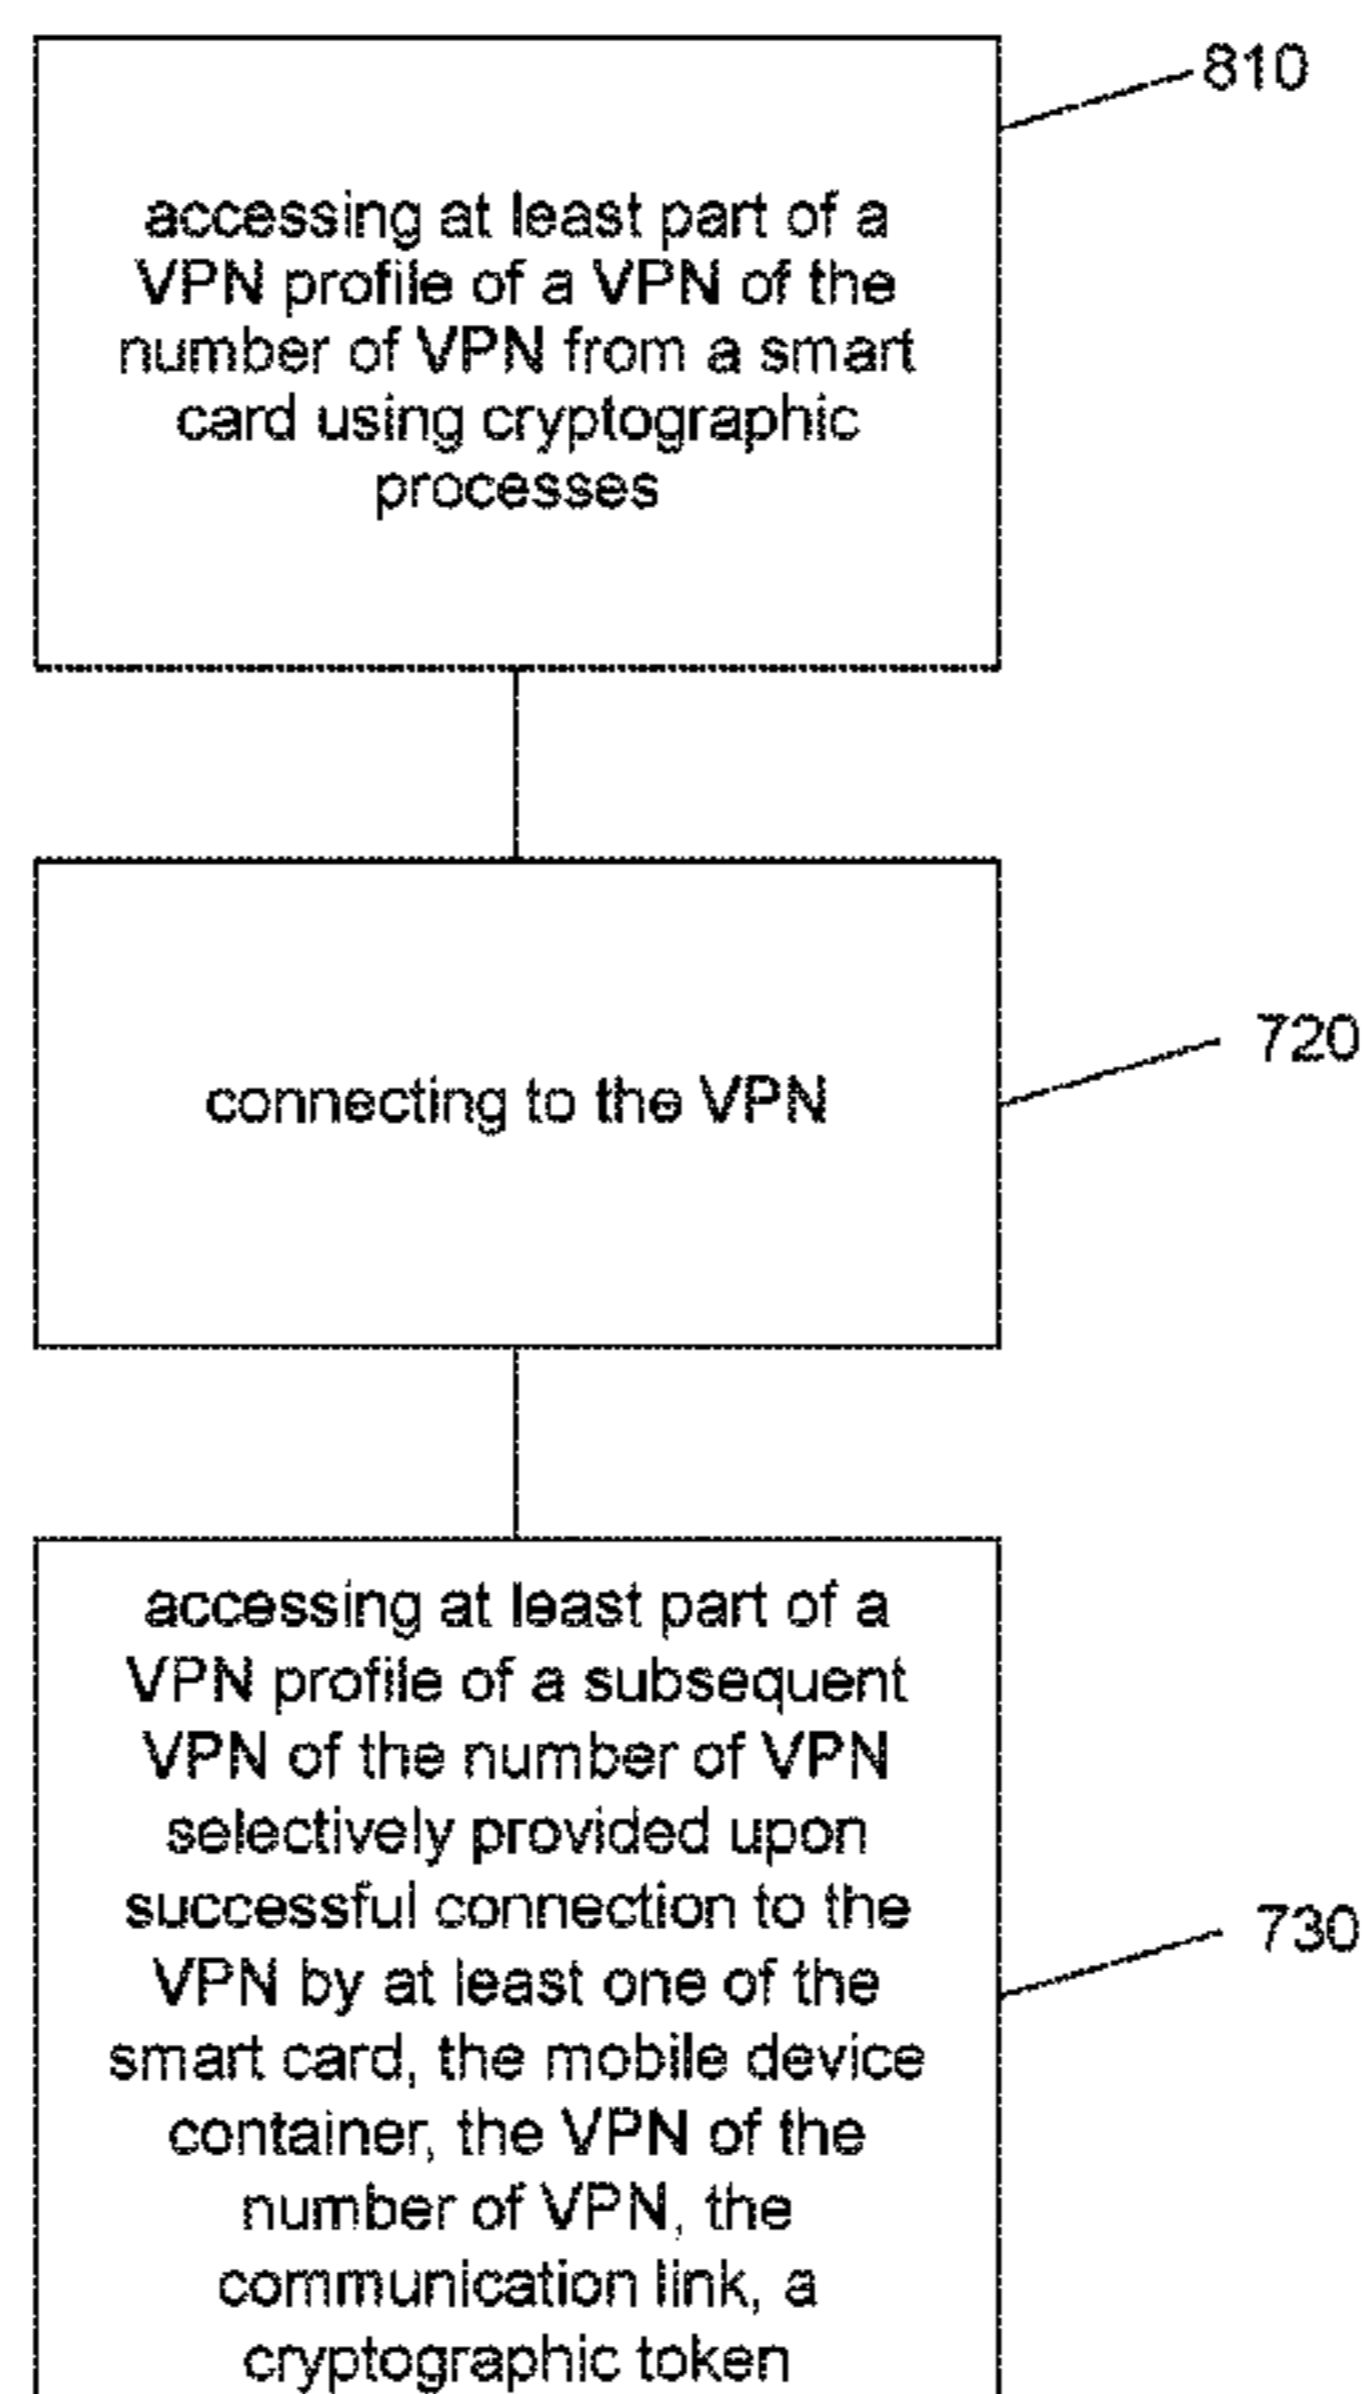 810
accessing at least part of a
VPN profile of a VPN of the
number of VPN from a smart
card using cryptographic
processes
720
connecting to the VPN
accessing at least part of a
VPN profile of a subsequent
VPN of the number of VPN
selectively provided upon
successful connection to the
VPN by at least one of the
smart card, the mobile device
container, the VPN of the
number of VPN, the
communication link, a
cryptographic token
730